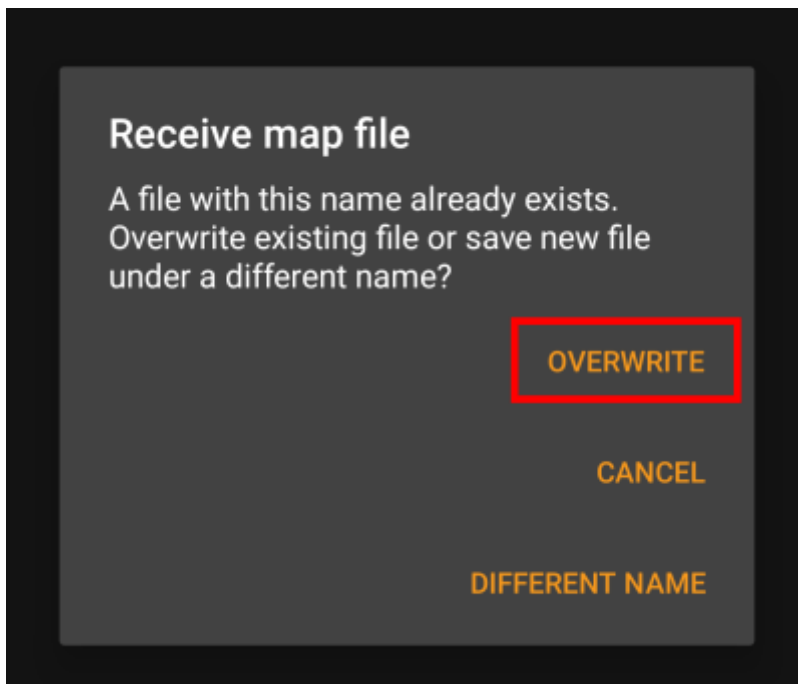 Receive map file
A file with this name already exists.
Overwrite existing file or save new file
under a different name?
OVERWRITE
CANCEL
DIFFERENT NAME